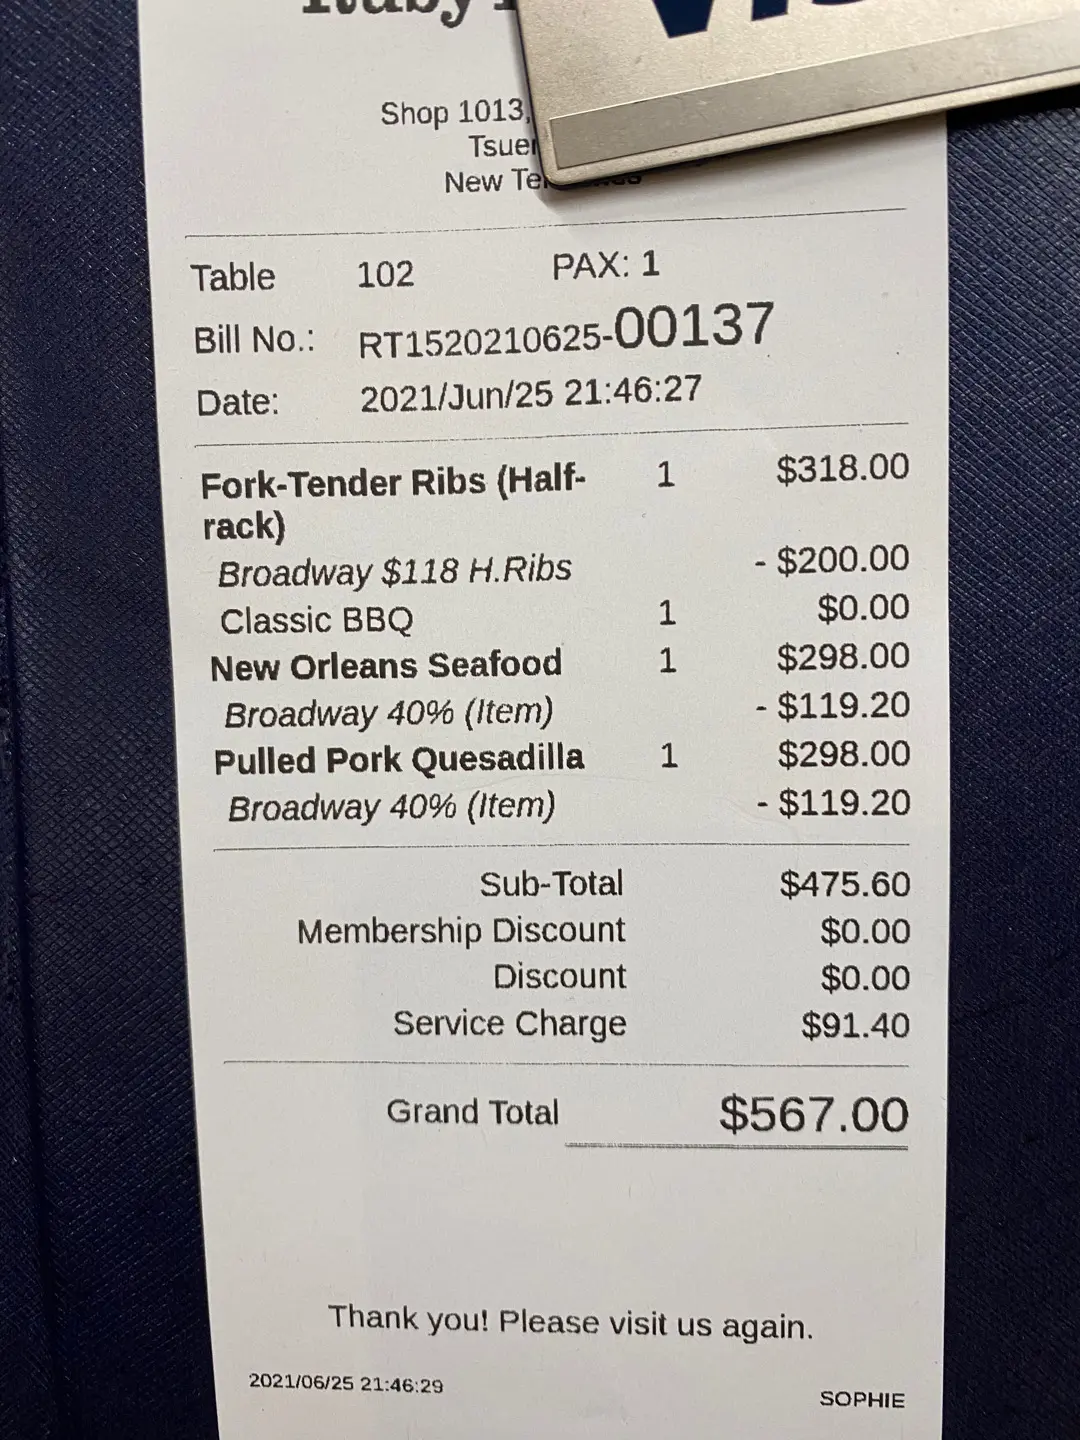 Ruby
Shop 1013,
New
Table 102 PAX: 1
Bill No.: RT1520210625-00137
Date: 2021/Jun/25 21:46:27
Fork-Tender Ribs (Half- 1 $318.00
rack)
Broadway $118 H.Ribs - $200.00
Classic BBQ 1 $0.00
New Orleans Seafood 1 $298.00
Broadway 40% (Item) - $119.20
Pulled Pork Quesadilla 1 $298.00
Broadway 40% (Item) - $119.20
Sub-Total $475.60
Membership Discount $0.00
Discount $0.00
Service Charge $91.40
Grand Total $567.00
Thank you! Please visit us again.
2021/06/25 21:46:29
SOPHIE